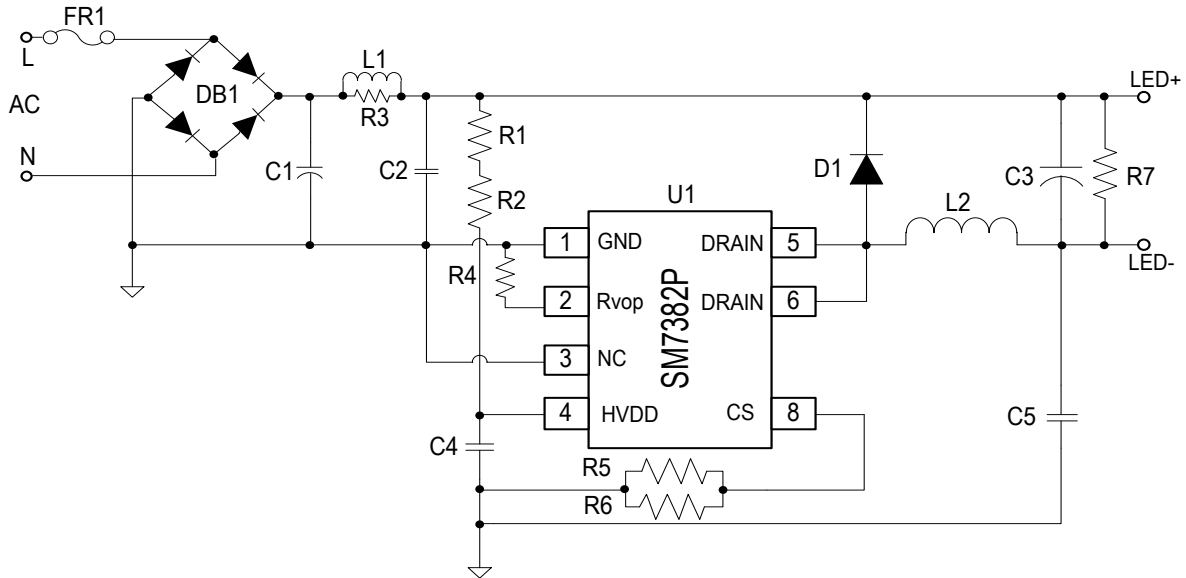 FR1
L
AC
N
DB1
L1
R3
C1
C2
R1
R2
R4
U1
SM7382P
1 GND
2 Rvop
3 NC
4 HVDD
DRAIN 5
DRAIN 6
CS 8
D1
L2
C3
R7
LED+
LED-
C4
R5
R6
C5